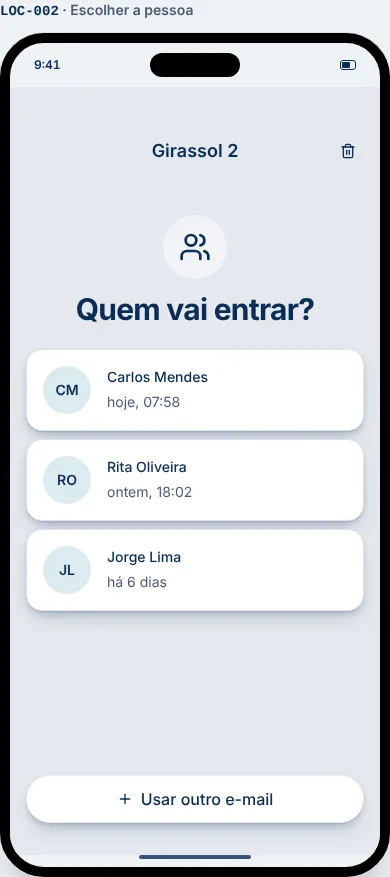 LOC-002 · Escolher a pessoa
9:41
Girassol 2
Quem vai entrar?
CM
Carlos Mendes
hoje, 07:58
RO
Rita Oliveira
ontem, 18:02
JL
Jorge Lima
há 6 dias
+ Usar outro e-mail